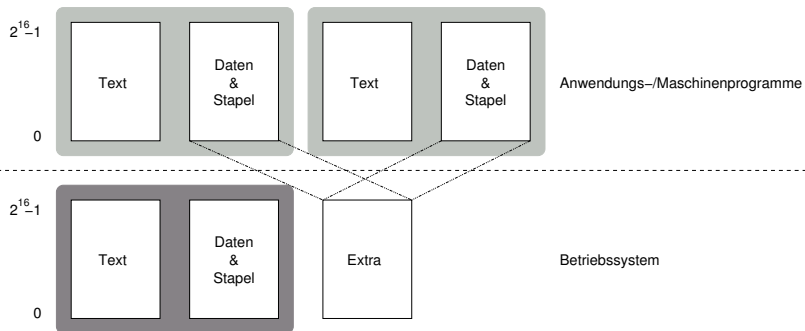 2^16–1
Text
Daten
&
Stapel
Text
Daten
&
Stapel
Anwendungs–/Maschinenprogramme
0
2^16–1
Text
Daten
&
Stapel
Extra
Betriebssystem
0